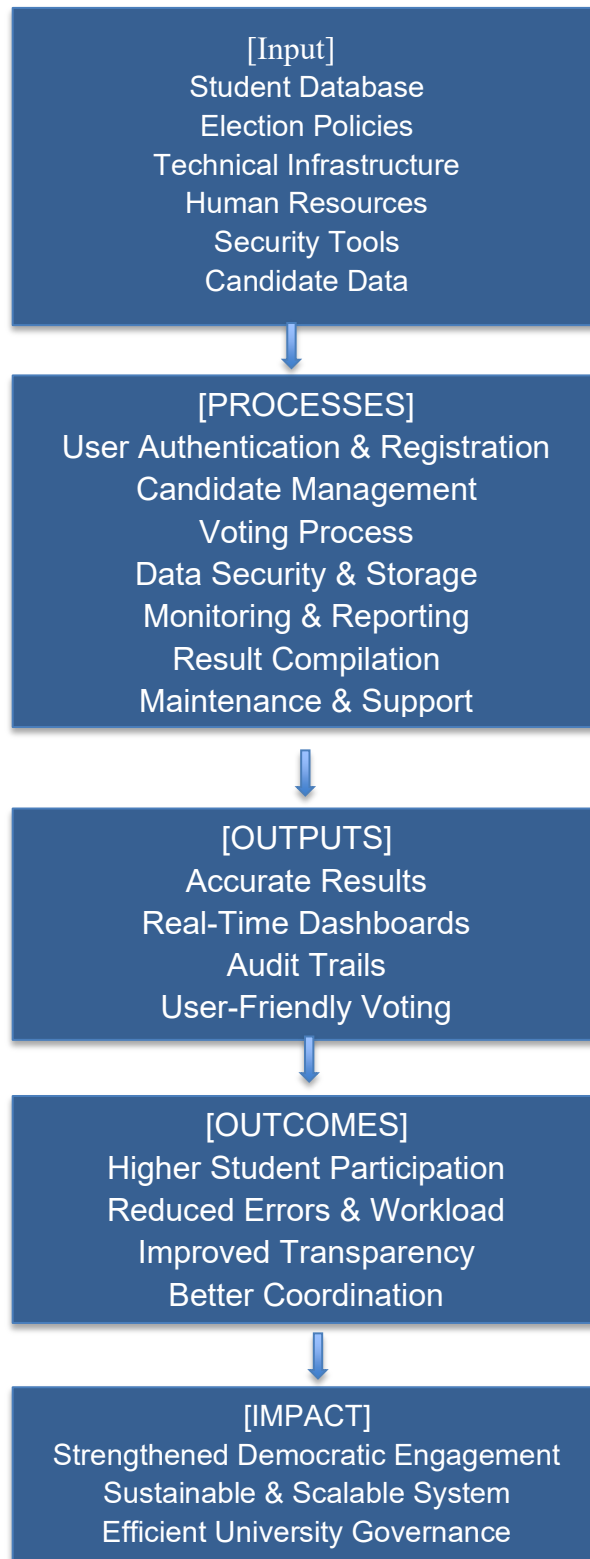 [Input]
Student Database
Election Policies
Technical Infrastructure
Human Resources
Security Tools
Candidate Data
[PROCESSES]
User Authentication & Registration
Candidate Management
Voting Process
Data Security & Storage
Monitoring & Reporting
Result Compilation
Maintenance & Support
[OUTPUTS]
Accurate Results
Real-Time Dashboards
Audit Trails
User-Friendly Voting
[OUTCOMES]
Higher Student Participation
Reduced Errors & Workload
Improved Transparency
Better Coordination
[IMPACT]
Strengthened Democratic Engagement
Sustainable & Scalable System
Efficient University Governance